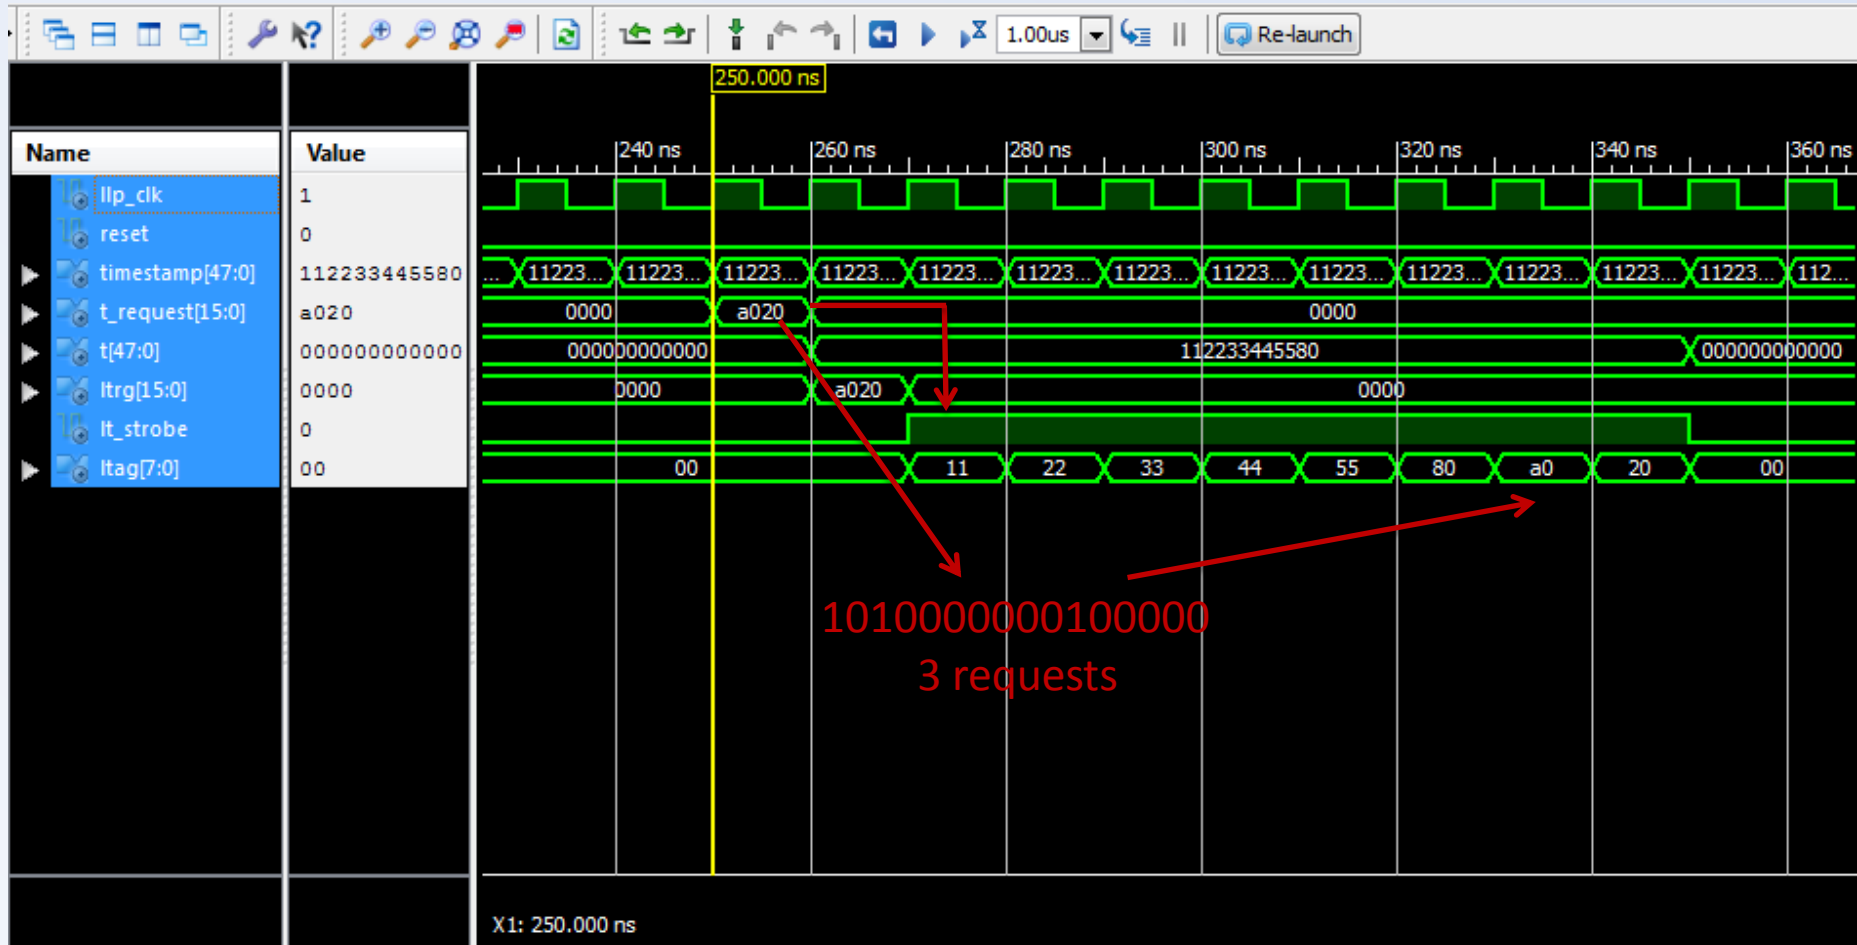 1.00us Re-launch
250.000 ns
Name Value
240 ns 260 ns 280 ns 300 ns 320 ns 340 ns 360 ns
llp_clk 1
reset 0
timestamp[47:0] 112233445580 ... 11223... 11223... 11223... 11223... 11223... 11223... 11223... 11223... 11223... 11223... 11223... 11223... 11223... 112...
t_request[15:0] a020 0000 a020 0000
t[47:0] 000000000000 000000000000 112233445580 000000000000
ltrg[15:0] 0000 0000 a020 0000
lt_strobe 0
ltag[7:0] 00 00 11 22 33 44 55 80 a0 20 00
1010000000100000
3 requests
X1: 250.000 ns